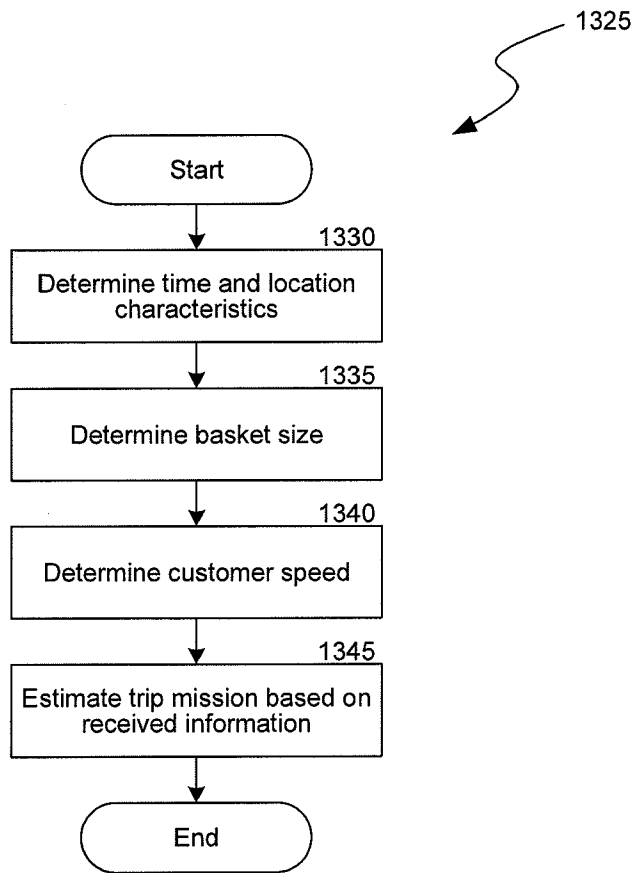 1325
Start
1330
Determine time and location
characteristics
1335
Determine basket size
1340
Determine customer speed
1345
Estimate trip mission based on
received information
End